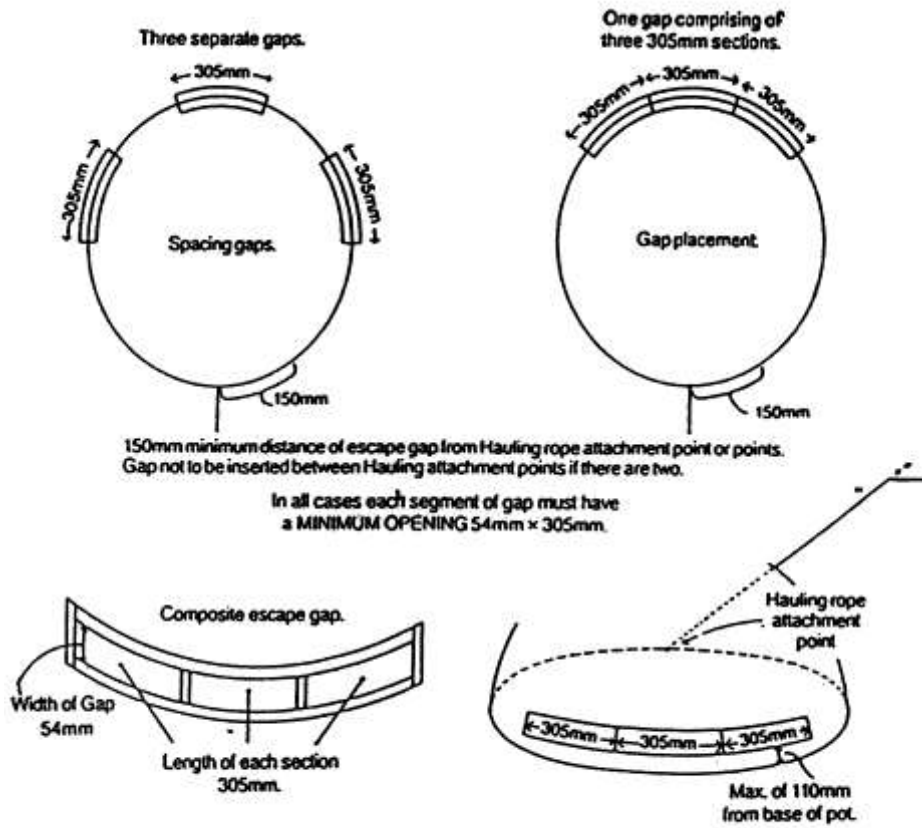 Three separate gaps.
305mm
305mm
305mm
Spacing gaps.
150mm
One gap comprising of
three 305mm sections.
305mm
305mm
305mm
Gap placement.
150mm
150mm minimum distance of escape gap from Hauling rope attachment point or points.
Gap not to be inserted between Hauling attachment points if there are two.
In all cases each segment of gap must have
a MINIMUM OPENING 54mm × 305mm.
Composite escape gap.
Width of Gap
54mm
Length of each section
305mm.
Hauling rope
attachment
point
305mm
305mm
305mm
Max. of 110mm
from base of pot.